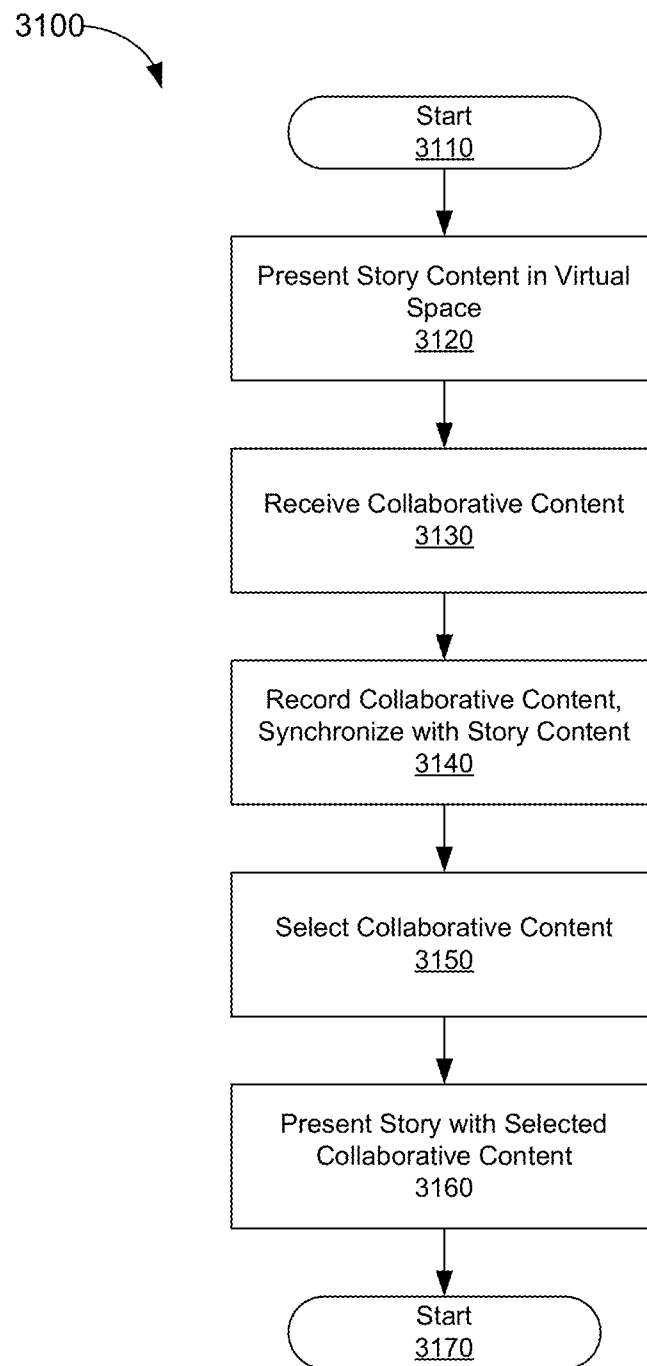 3100
Start
3110
Present Story Content in Virtual
Space
3120
Receive Collaborative Content
3130
Record Collaborative Content,
Synchronize with Story Content
3140
Select Collaborative Content
3150
Present Story with Selected
Collaborative Content
3160
Start
3170